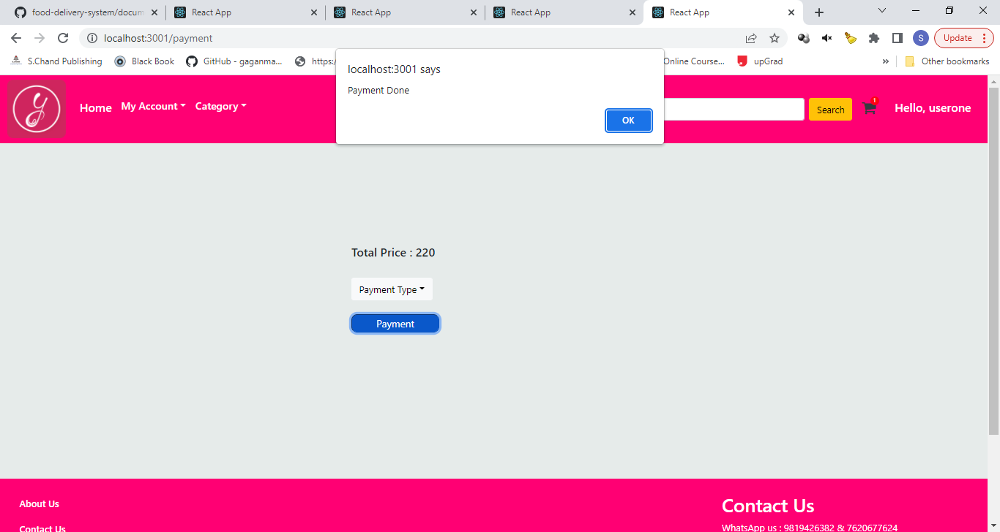 food-delivery-system/docum
React App
React App
React App
React App
localhost:3001/payment
S
Update
S.Chand Publishing
Black Book
GitHub - gaganma...
https:/
Online Course...
upGrad
»
Other bookmarks
localhost:3001 says
Payment Done
OK
y
Home
My Account
Category
Search
1
Hello, userone
Total Price : 220
Payment Type
Payment
About Us
Contact Us
Contact Us
WhatsApp us : 9819426382 & 7620677624